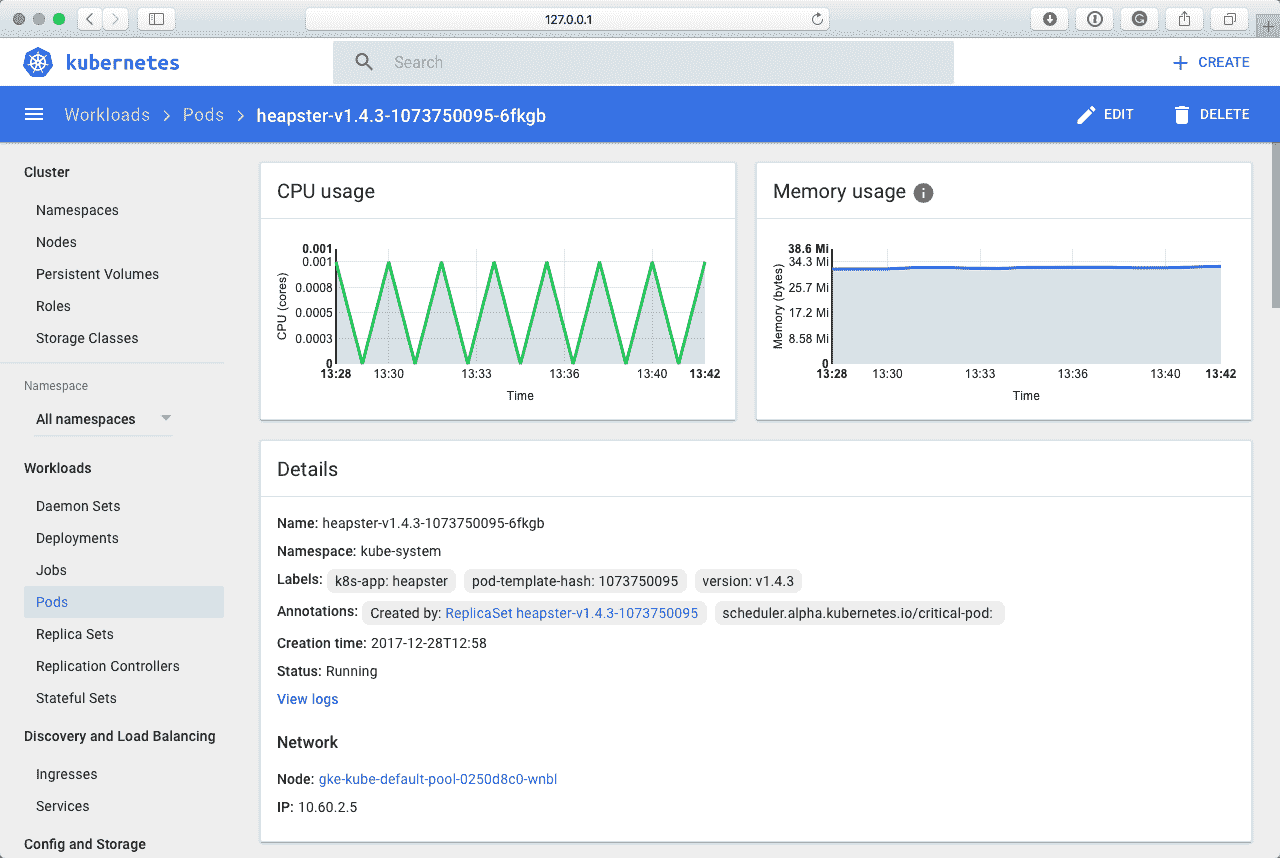 127.0.0.1
kubernetes
Search
CREATE
Workloads > Pods > heapster-v1.4.3-1073750095-6fkgb
EDIT
DELETE
Cluster
Namespaces
Nodes
Persistent Volumes
Roles
Storage Classes
Namespace
All namespaces
Workloads
Daemon Sets
Deployments
Jobs
Pods
Replica Sets
Replication Controllers
Stateful Sets
Discovery and Load Balancing
Ingresses
Services
Config and Storage
CPU usage
CPU (cores)
0.001
0.001
0.0008
0.0005
0.0003
0
13:28 13:30 13:33 13:36 13:40 13:42
Time
Memory usage
Memory (bytes)
38.6 Mi
34.3 Mi
25.7 Mi
17.2 Mi
8.58 Mi
0
13:28 13:30 13:33 13:36 13:40 13:42
Time
Details
Name: heapster-v1.4.3-1073750095-6fkgb
Namespace: kube-system
Labels: k8s-app: heapster pod-template-hash: 1073750095 version: v1.4.3
Annotations: Created by: ReplicaSet heapster-v1.4.3-1073750095 scheduler.alpha.kubernetes.io/critical-pod:
Creation time: 2017-12-28T12:58
Status: Running
View logs
Network
Node: gke-kube-default-pool-0250d8c0-wnbl
IP: 10.60.2.5